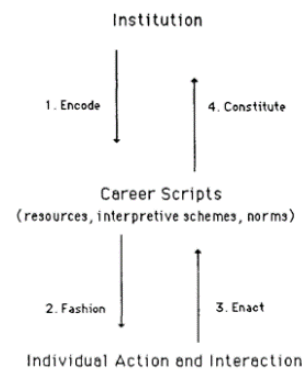 Institution
1. Encode
4. Constitute
Career Scripts
(resources, interpretive schemes, norms)
2. Fashion
3. Enact
Individual Action and Interaction